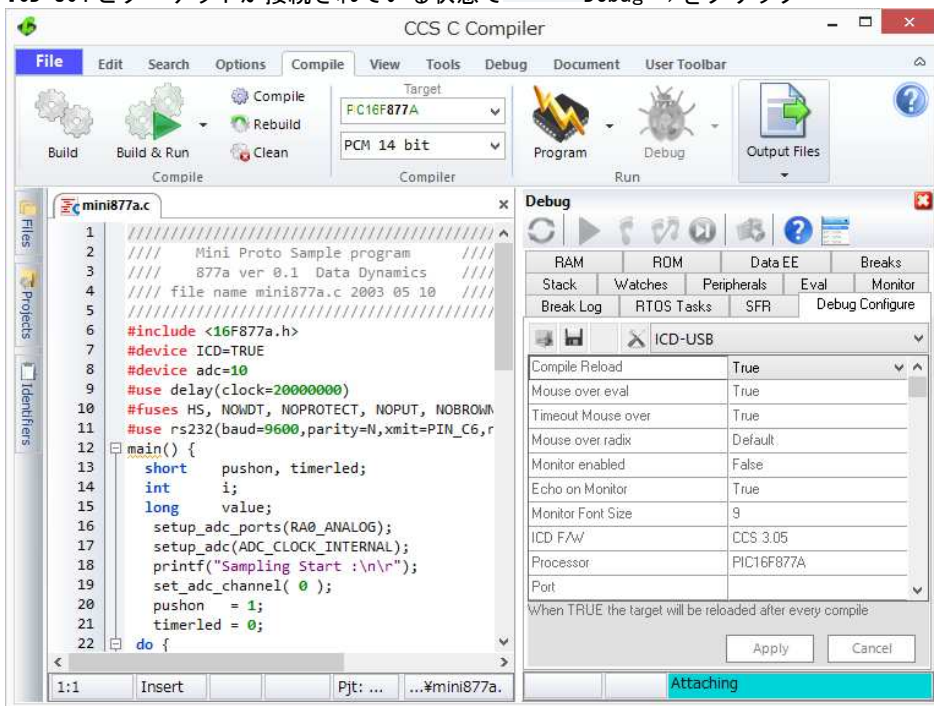 CCS C Compiler
File Edit Search Options Compile View Tools Debug Document User Toolbar
Build
Build & Run
Compile
Rebuild
Clean
Compile
Target
PIC16F877A
PCM 14 bit
Compiler
Program
Debug
Run
Output Files
Files
Projects
Identifiers
mini877a.c
1 ////////////////////////////////////////////
2 //// Mini Proto Sample program ////
3 //// 877a ver 0.1 Data Dynamics ////
4 //// file name mini877a.c 2003 05 10 ////
5 ////////////////////////////////////////////
6 #include <16F877a.h>
7 #device ICD=TRUE
8 #device adc=10
9 #use delay(clock=20000000)
10 #fuses HS, NOWDT, NOPROTECT, NOPUT, NOBROWN
11 #use rs232(baud=9600,parity=N,xmit=PIN_C6,r
12 main() {
13 short pushon, timerled;
14 int i;
15 long value;
16 setup_adc_ports(RA0_ANALOG);
17 setup_adc(ADC_CLOCK_INTERNAL);
18 printf("Sampling Start :\n\r");
19 set_adc_channel( 0 );
20 pushon = 1;
21 timerled = 0;
22 do {
1:1 Insert Pjt: ... ...¥mini877a.
Debug
RAM ROM Data EE Breaks
Stack Watches Peripherals Eval Monitor
Break Log RTOS Tasks SFR Debug Configure
ICD-USB
Compile Reload True
Mouse over eval True
Timeout Mouse over True
Mouse over radix Default
Monitor enabled False
Echo on Monitor True
Monitor Font Size 9
ICD F/W CCS 3.05
Processor PIC16F877A
Port
When TRUE the target will be reloaded after every compile
Apply Cancel
Attaching